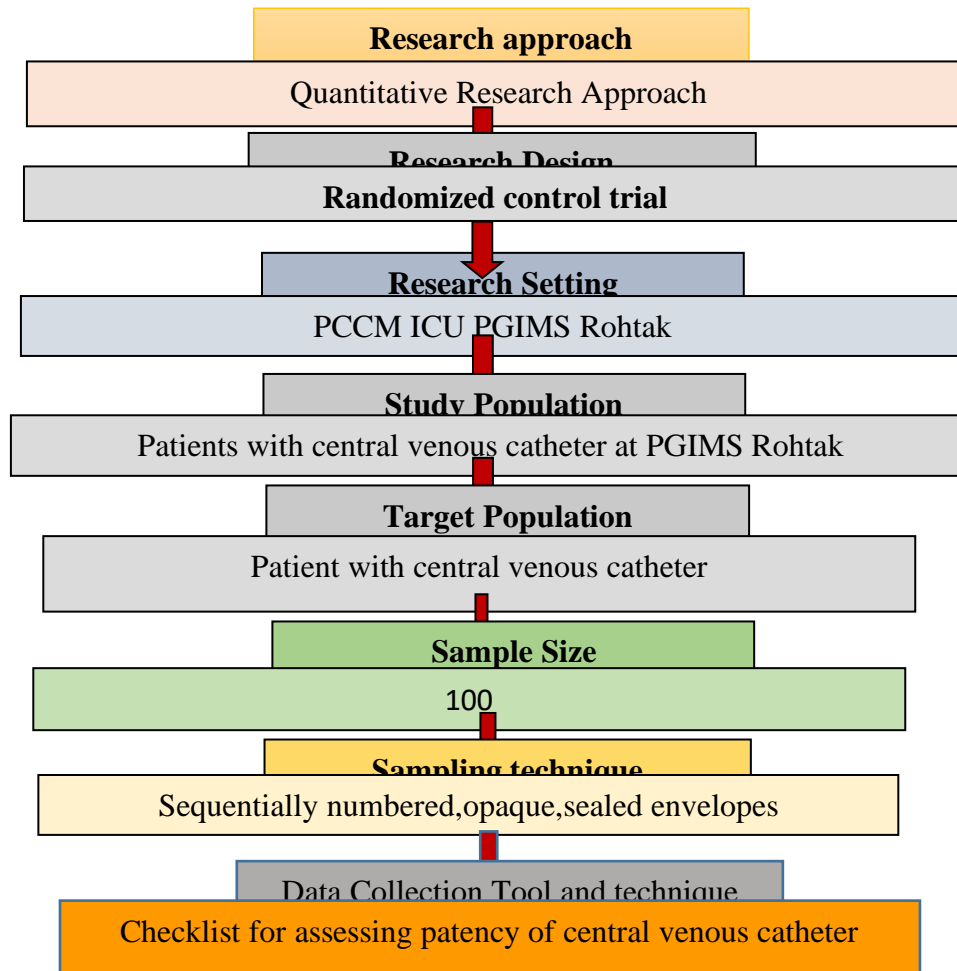 Research approach
Quantitative Research Approach
Research Design
Randomized control trial
Research Setting
PCCM ICU PGIMS Rohtak
Study Population
Patients with central venous catheter at PGIMS Rohtak
Target Population
Patient with central venous catheter
Sample Size
100
Sampling technique
Sequentially numbered,opaque,sealed envelopes
Data Collection Tool and technique
Checklist for assessing patency of central venous catheter